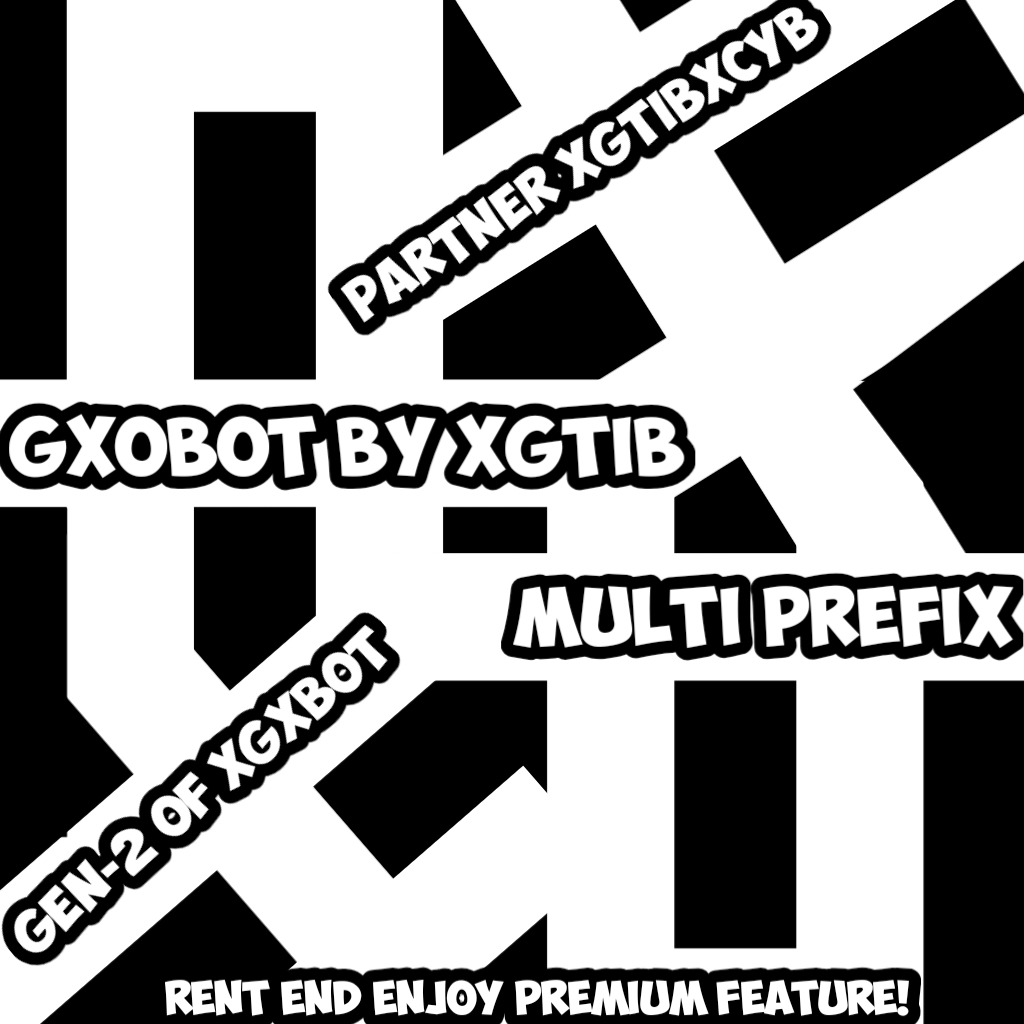 PARTNER XGTIBXCYB
GXOBOT BY XGTIB
MULTI PREFIX
GEN-2 OF XGXBOT
RENT END ENJOY PREMIUM FEATURE!